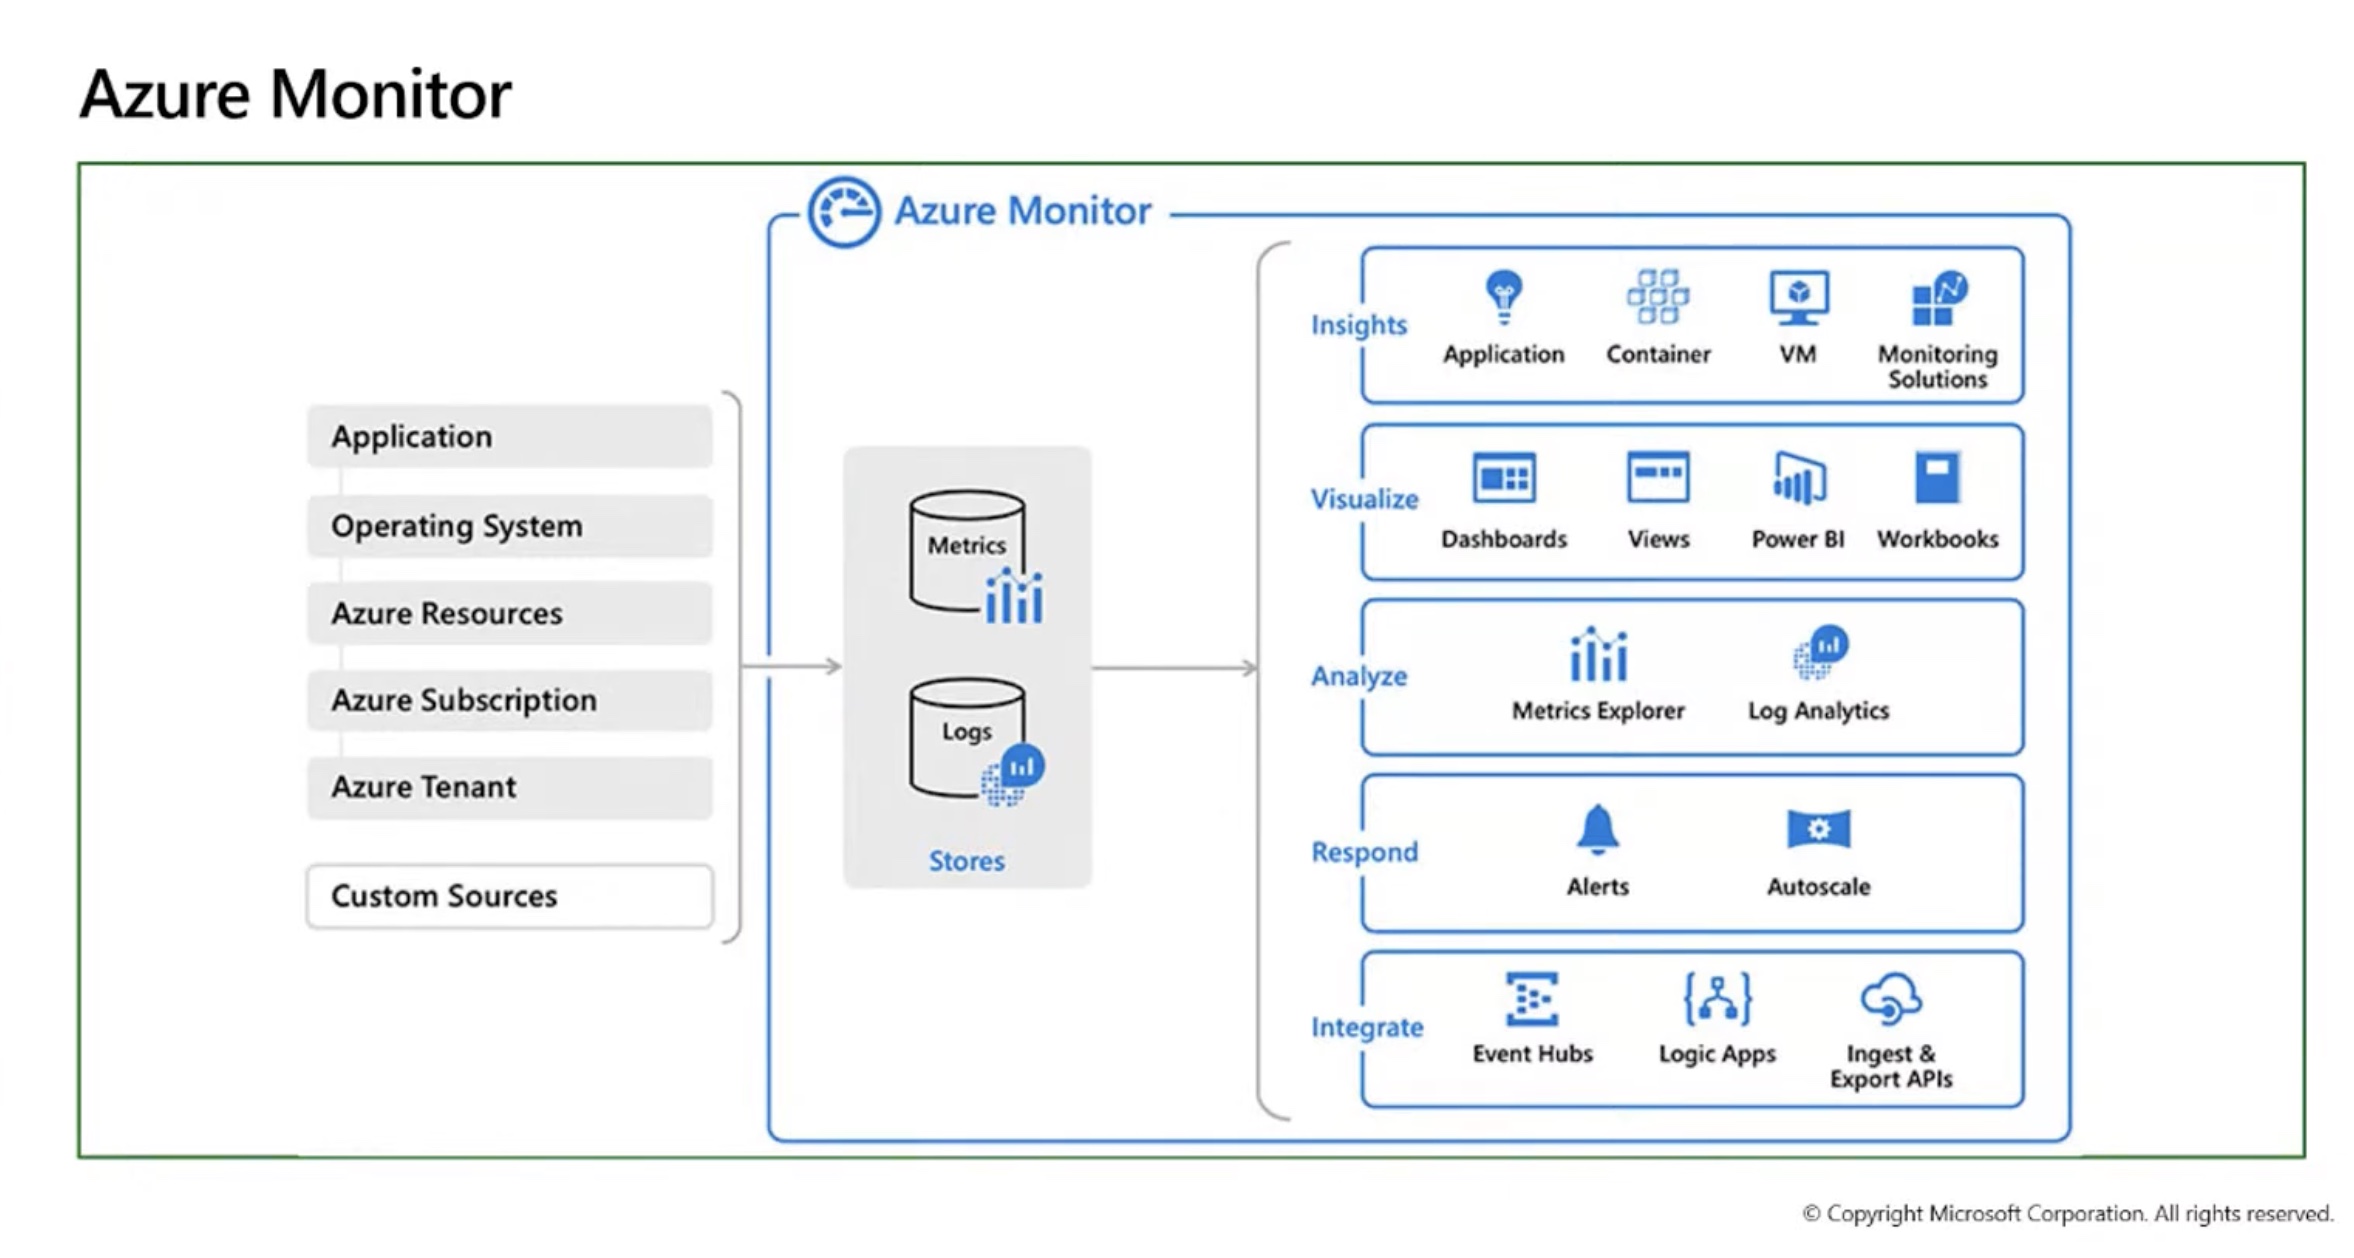 Azure Monitor
Azure Monitor
Application
Operating System
Azure Resources
Azure Subscription
Azure Tenant
Custom Sources
Metrics
Logs
Stores
Insights
Application
Container
VM
Monitoring
Solutions
Visualize
Dashboards
Views
Power BI
Workbooks
Analyze
Metrics Explorer
Log Analytics
Respond
Alerts
Autoscale
Integrate
Event Hubs
Logic Apps
Ingest &
Export APIs
© Copyright Microsoft Corporation. All rights reserved.